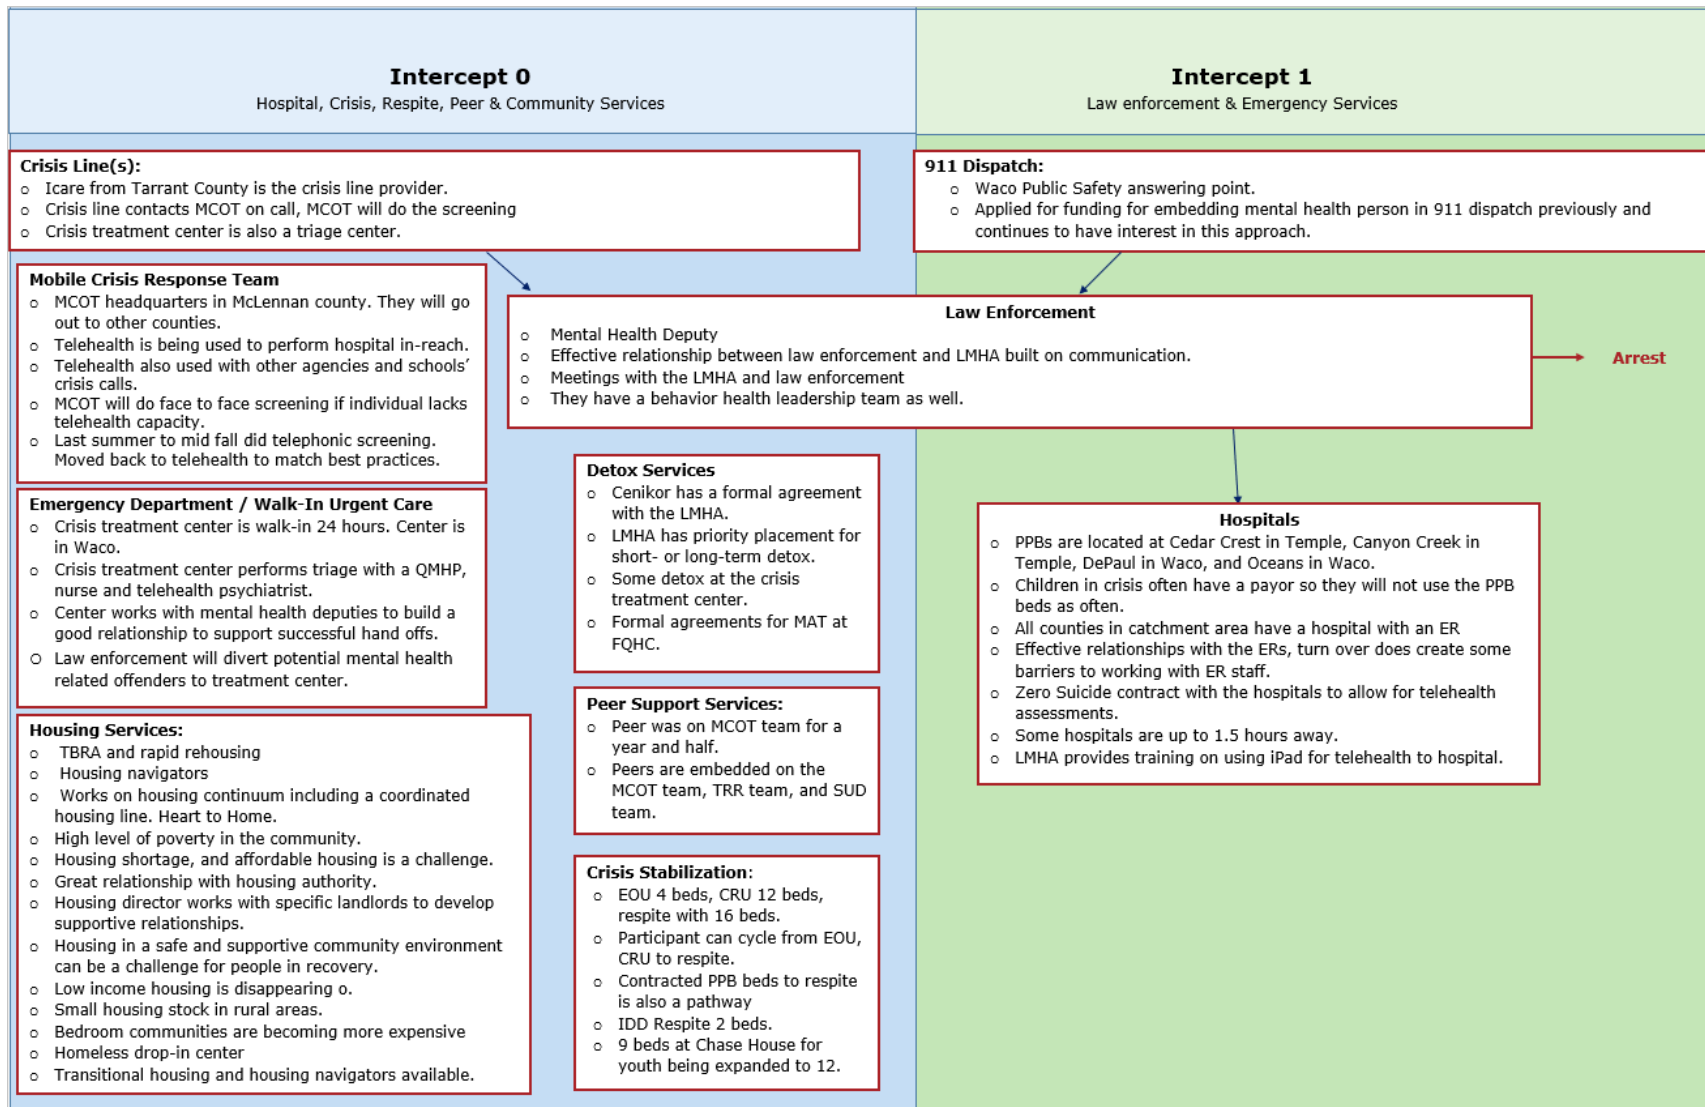 Intercept 0
Hospital, Crisis, Respite, Peer & Community Services
Intercept 1
Law enforcement & Emergency Services
Crisis Line(s):
o Icare from Tarrant County is the crisis line provider.
o Crisis line contacts MCOT on call, MCOT will do the screening
o Crisis treatment center is also a triage center.
911 Dispatch:
o Waco Public Safety answering point.
o Applied for funding for embedding mental health person in 911 dispatch previously and
continues to have interest in this approach.
Mobile Crisis Response Team
o MCOT headquarters in McLennan county. They will go
out to other counties.
o Telehealth is being used to perform hospital in-reach.
o Telehealth also used with other agencies and schools’
crisis calls.
o MCOT will do face to face screening if individual lacks
telehealth capacity.
o Last summer to mid fall did telephonic screening.
Moved back to telehealth to match best practices.
Law Enforcement
o Mental Health Deputy
o Effective relationship between law enforcement and LMHA built on communication.
o Meetings with the LMHA and law enforcement
o They have a behavior health leadership team as well.
Arrest
Emergency Department / Walk-In Urgent Care
o Crisis treatment center is walk-in 24 hours. Center is
in Waco.
o Crisis treatment center performs triage with a QMHP,
nurse and telehealth psychiatrist.
o Center works with mental health deputies to build a
good relationship to support successful hand offs.
o Law enforcement will divert potential mental health
related offenders to treatment center.
Detox Services
o Cenikor has a formal agreement
with the LMHA.
o LMHA has priority placement for
short- or long-term detox.
o Some detox at the crisis
treatment center.
o Formal agreements for MAT at
FQHC.
Hospitals
o PPBs are located at Cedar Crest in Temple, Canyon Creek in
Temple, DePaul in Waco, and Oceans in Waco.
o Children in crisis often have a payor so they will not use the PPB
beds as often.
o All counties in catchment area have a hospital with an ER
o Effective relationships with the ERs, turn over does create some
barriers to working with ER staff.
o Zero Suicide contract with the hospitals to allow for telehealth
assessments.
o Some hospitals are up to 1.5 hours away.
o LMHA provides training on using iPad for telehealth to hospital.
Housing Services:
o TBRA and rapid rehousing
o Housing navigators
o Works on housing continuum including a coordinated
housing line. Heart to Home.
o High level of poverty in the community.
o Housing shortage, and affordable housing is a challenge.
o Great relationship with housing authority.
o Housing director works with specific landlords to develop
supportive relationships.
o Housing in a safe and supportive community environment
can be a challenge for people in recovery.
o Low income housing is disappearing o.
o Small housing stock in rural areas.
o Bedroom communities are becoming more expensive
o Homeless drop-in center
o Transitional housing and housing navigators available.
Peer Support Services:
o Peer was on MCOT team for a
year and half.
o Peers are embedded on the
MCOT team, TRR team, and SUD
team.
Crisis Stabilization:
o EOU 4 beds, CRU 12 beds,
respite with 16 beds.
o Participant can cycle from EOU,
CRU to respite.
o Contracted PPB beds to respite
is also a pathway
o IDD Respite 2 beds.
o 9 beds at Chase House for
youth being expanded to 12.